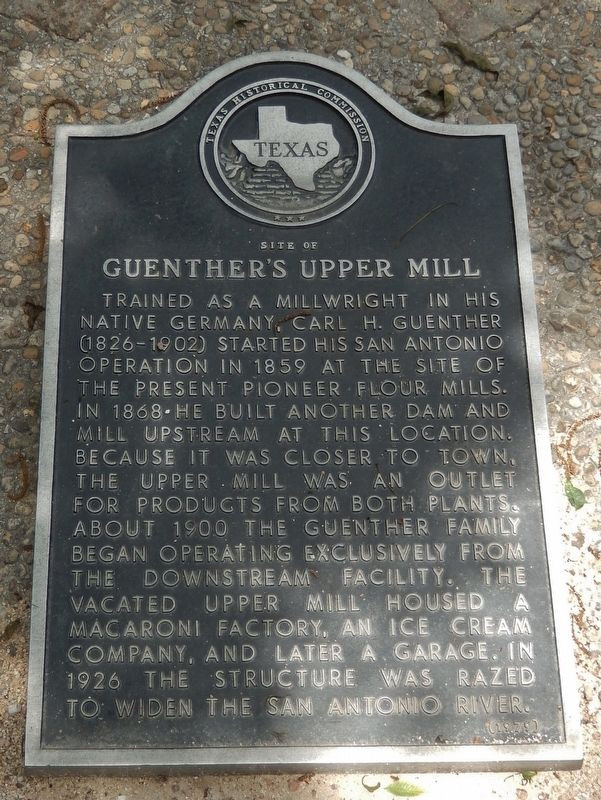 TEXAS HISTORICAL COMMISSION
TEXAS
SITE OF
GUENTHER'S UPPER MILL
TRAINED AS A MILLWRIGHT IN HIS
NATIVE GERMANY, CARL H. GUENTHER
(1826-1902) STARTED HIS SAN ANTONIO
OPERATION IN 1859 AT THE SITE OF
THE PRESENT PIONEER FLOUR MILLS.
IN 1868 HE BUILT ANOTHER DAM AND
MILL UPSTREAM AT THIS LOCATION.
BECAUSE IT WAS CLOSER TO TOWN,
THE UPPER MILL WAS AN OUTLET
FOR PRODUCTS FROM BOTH PLANTS.
ABOUT 1900 THE GUENTHER FAMILY
BEGAN OPERATING EXCLUSIVELY FROM
THE DOWNSTREAM FACILITY. THE
VACATED UPPER MILL HOUSED A
MACARONI FACTORY, AN ICE CREAM
COMPANY, AND LATER A GARAGE. IN
1926 THE STRUCTURE WAS RAZED
TO WIDEN THE SAN ANTONIO RIVER.